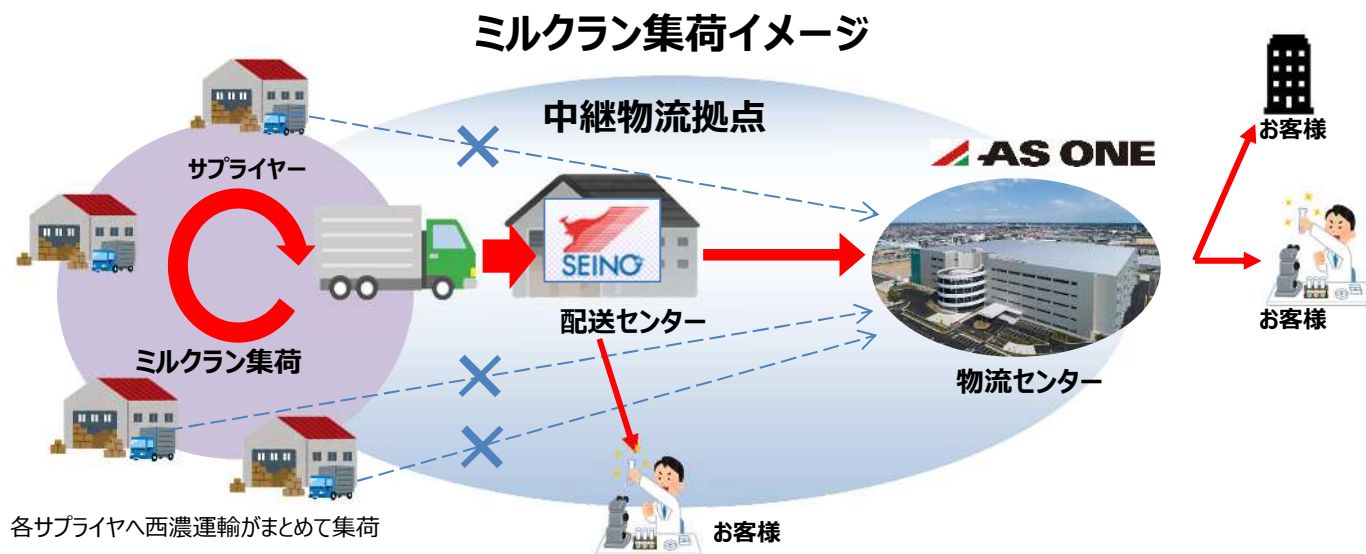 ミルクラン集荷イメージ
中継物流拠点
お客様
AS ONE
サプライヤー
SEINO
お客様
配送センター
ミルクラン集荷
物流センター
各サプライヤへ西濃運輸がまとめて集荷
お客様